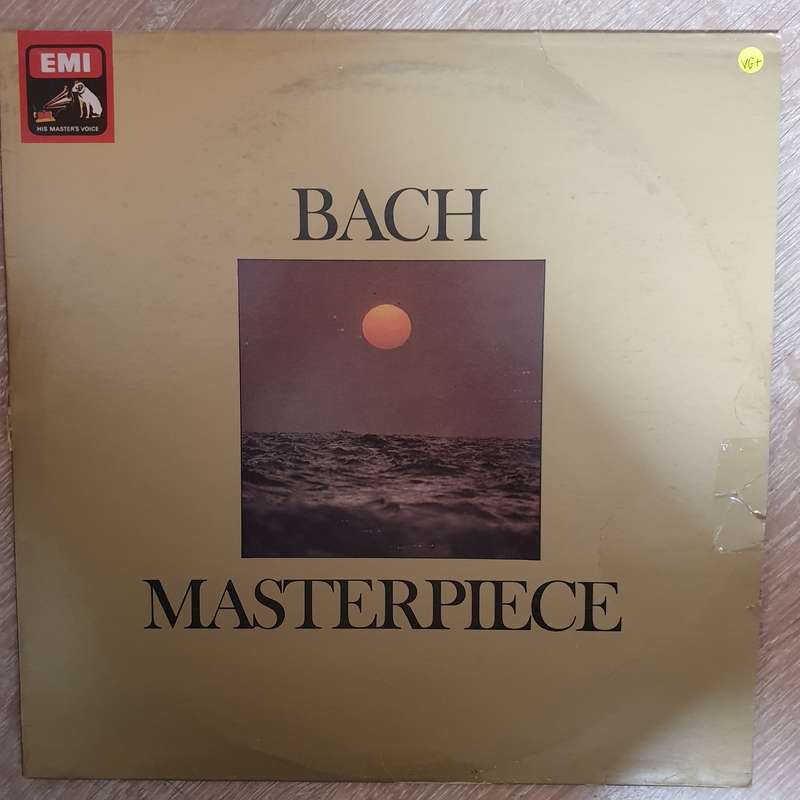 EMI
HIS MASTER'S VOICE
VG+
BACH
MASTERPIECE